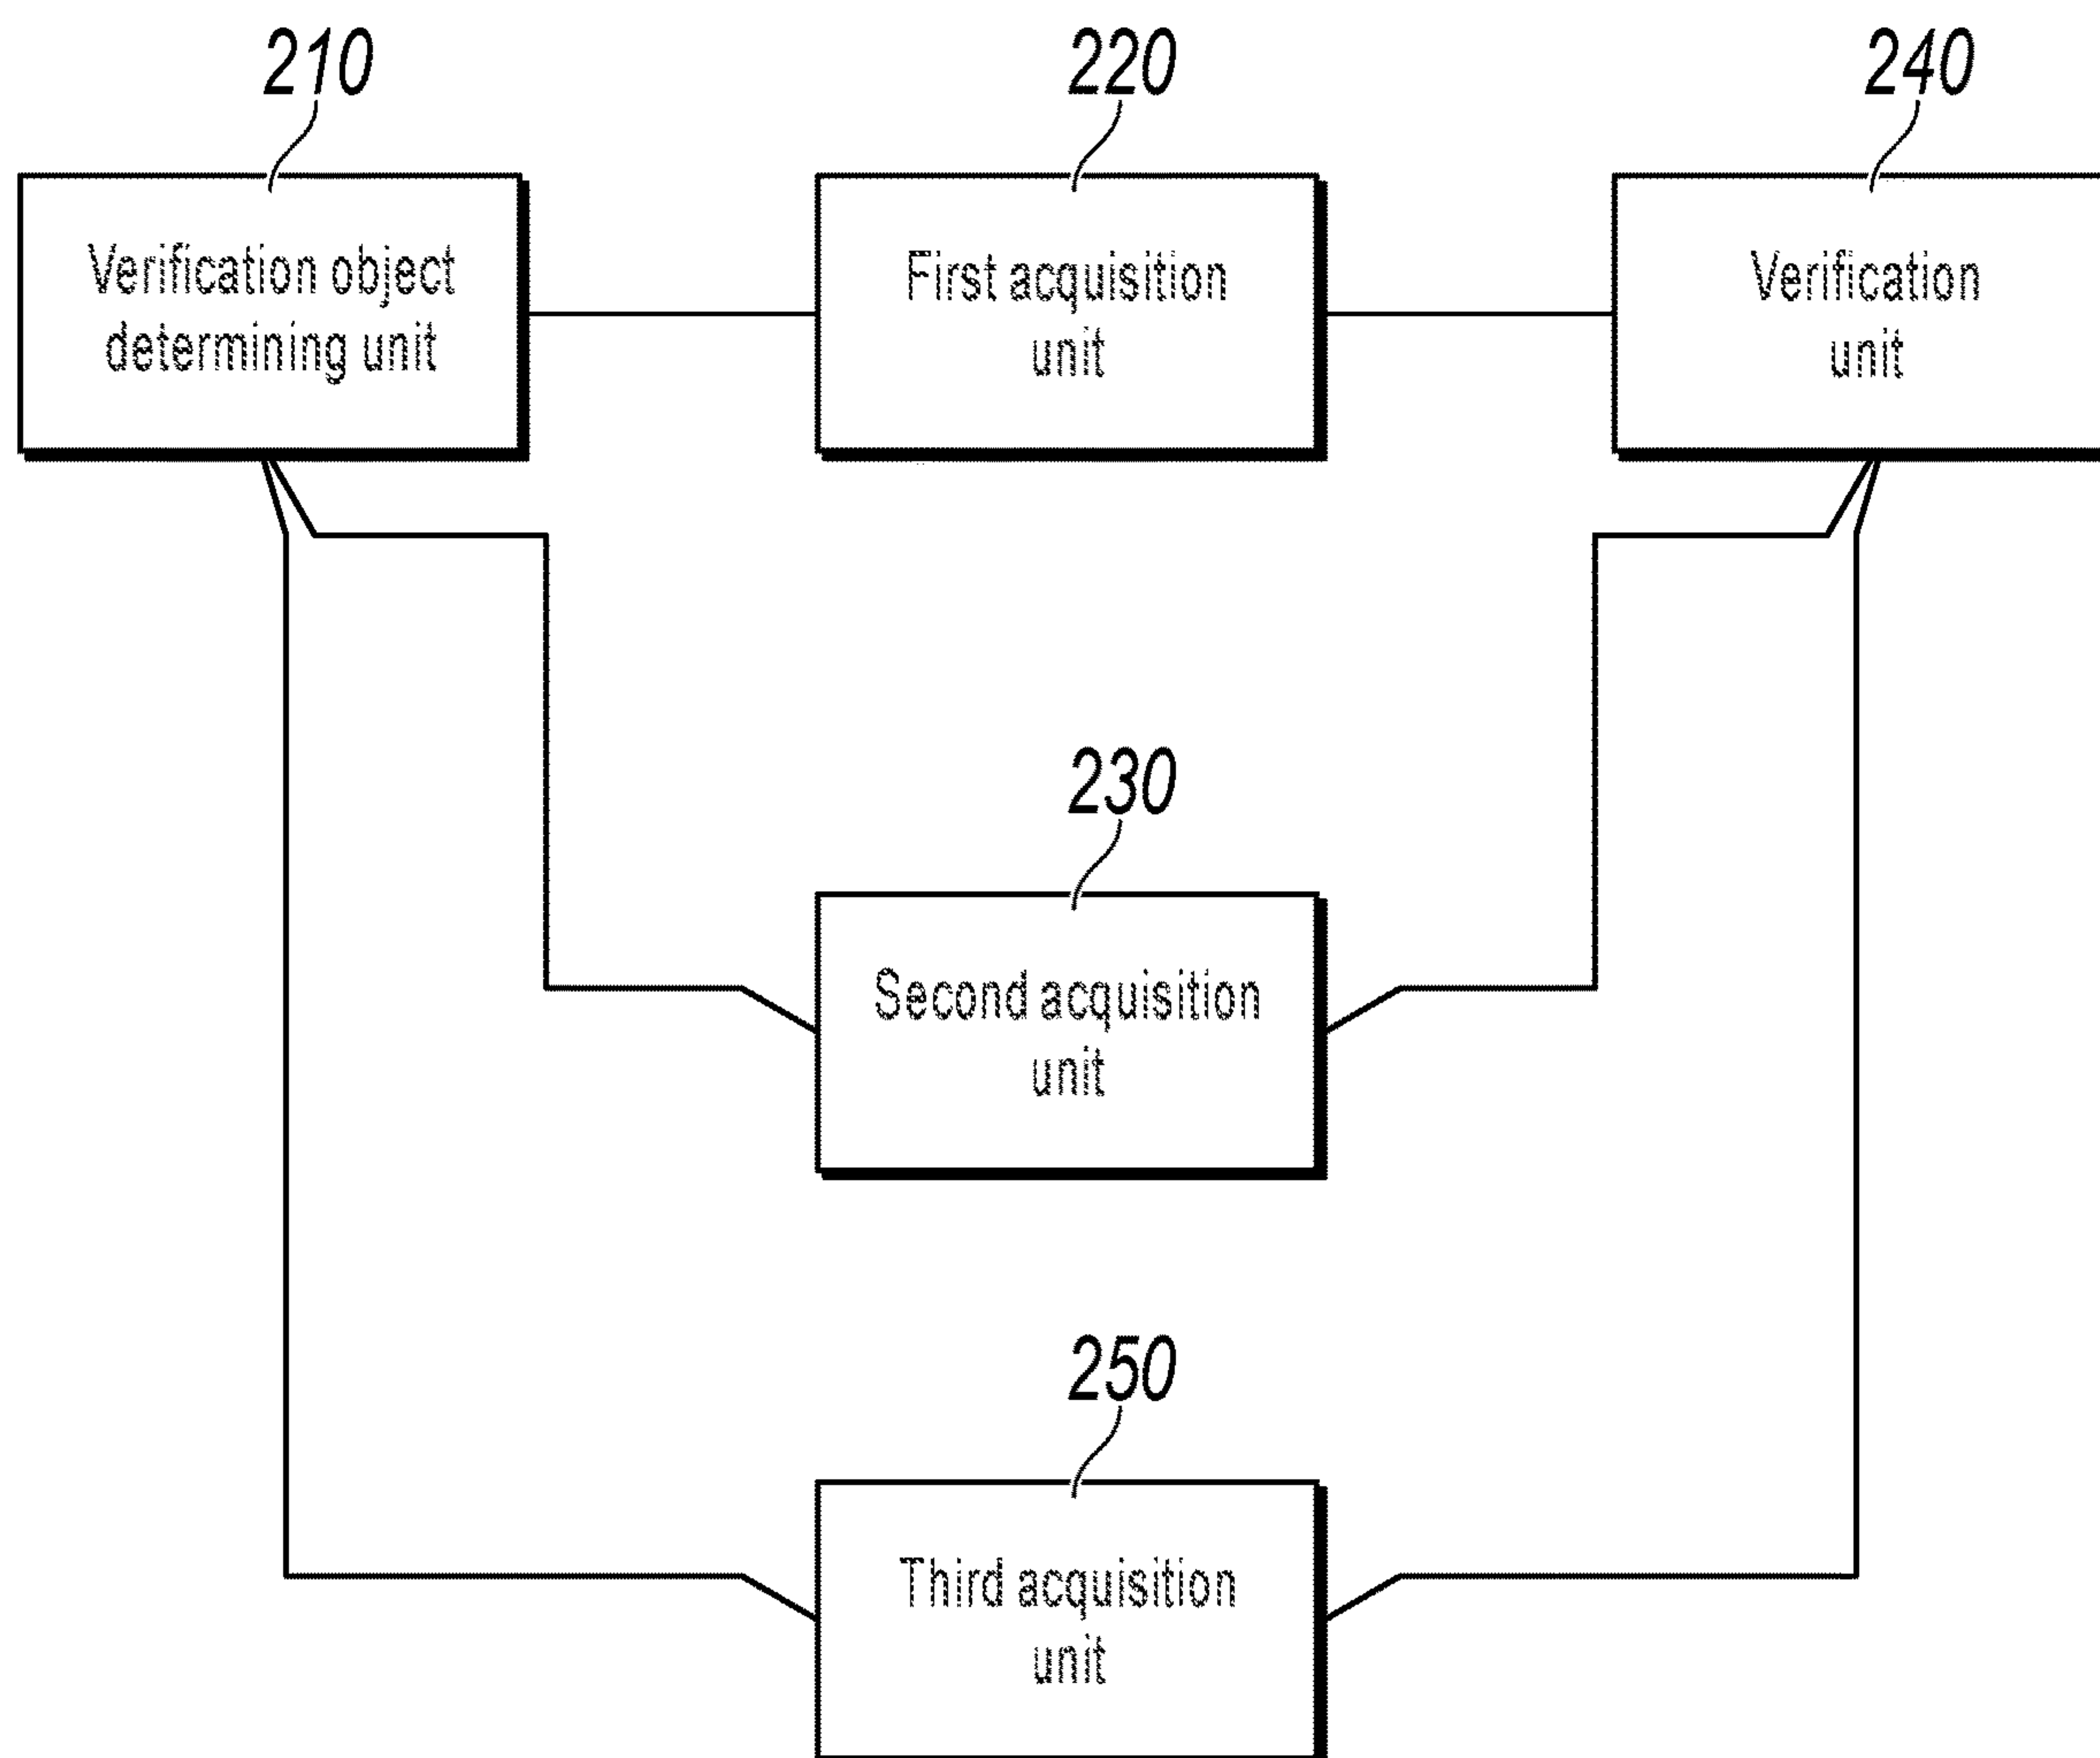 210
220
240
Verification object
determining unit
First acquisition
unit
Verification
unit
230
Second acquisition
unit
250
Third acquisition
unit